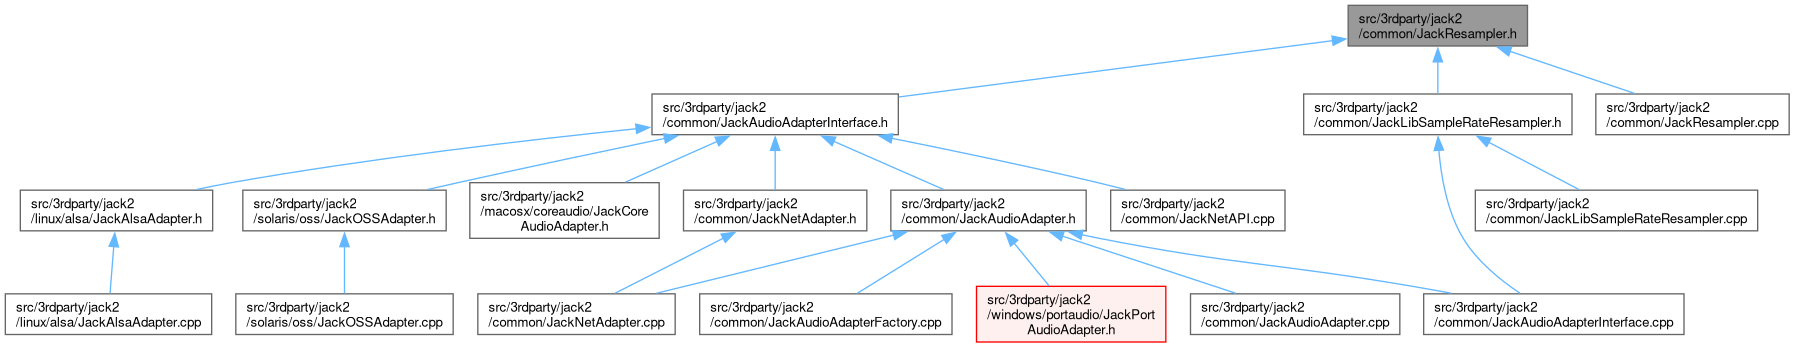 src/3rdparty/jack2
/common/JackResampler.h
src/3rdparty/jack2
/common/JackAudioAdapterInterface.h
src/3rdparty/jack2
/common/JackLibSampleRateResampler.h
src/3rdparty/jack2
/common/JackResampler.cpp
src/3rdparty/jack2
/linux/alsa/JackAlsaAdapter.h
src/3rdparty/jack2
/solaris/oss/JackOSSAdapter.h
src/3rdparty/jack2
/macosx/coreaudio/JackCore
AudioAdapter.h
src/3rdparty/jack2
/common/JackNetAdapter.h
src/3rdparty/jack2
/common/JackAudioAdapter.h
src/3rdparty/jack2
/common/JackNetAPI.cpp
src/3rdparty/jack2
/common/JackLibSampleRateResampler.cpp
src/3rdparty/jack2
/linux/alsa/JackAlsaAdapter.cpp
src/3rdparty/jack2
/solaris/oss/JackOSSAdapter.cpp
src/3rdparty/jack2
/common/JackNetAdapter.cpp
src/3rdparty/jack2
/common/JackAudioAdapterFactory.cpp
src/3rdparty/jack2
/windows/portaudio/JackPort
AudioAdapter.h
src/3rdparty/jack2
/common/JackAudioAdapter.cpp
src/3rdparty/jack2
/common/JackAudioAdapterInterface.cpp